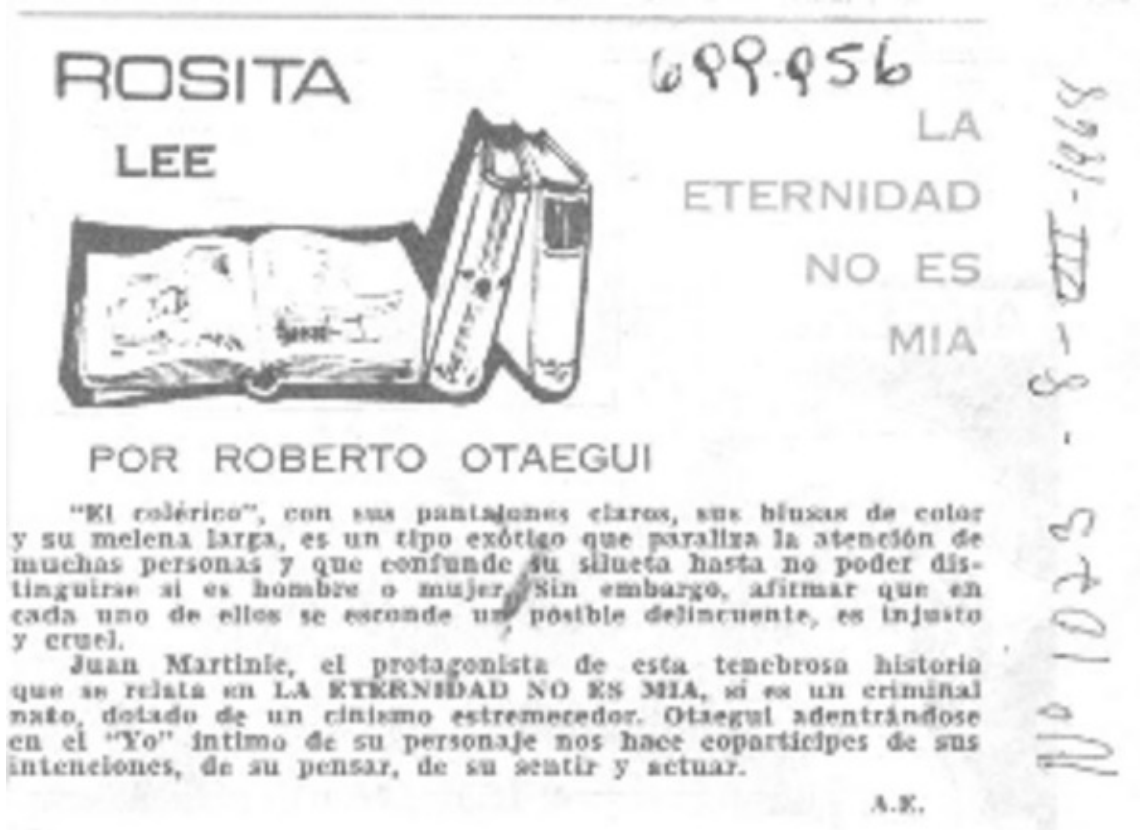 ROSITA
LEE
699.956
LA
ETERNIDAD
NO ES
MIA
POR ROBERTO OTAEGUI
"El colérico", con sus pantalones claros, sus blusas de color
y su melena larga, es un tipo exótico que paraliza la atención de
muchas personas y que confunde su silueta hasta no poder dis-
tinguirse si es hombre o mujer. Sin embargo, afirmar que en
cada uno de ellos se esconde un posible delincuente, es injusto
y cruel.
Juan Martinie, el protagonista de esta tenebrosa historia
que se relata en LA ETERNIDAD NO ES MIA, sí es un criminal
nato, dotado de un cinismo estremecedor. Otaegui adentrándose
en el "Yo" íntimo de su personaje nos hace copartícipes de sus
intenciones, de su pensar, de su sentir y actuar.
A.E.
Nº 1023 - 8 - VII - 1968